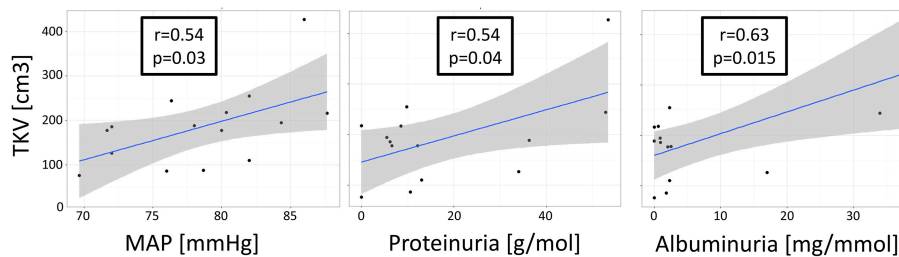 r=0.54
p=0.03
r=0.54
p=0.04
r=0.63
p=0.015
TKV [cm3]
400
300
200
100
0
70 75 80 85
0 20 40
0 10 20 30
MAP [mmHg] Proteinuria [g/mol] Albuminuria [mg/mmol]